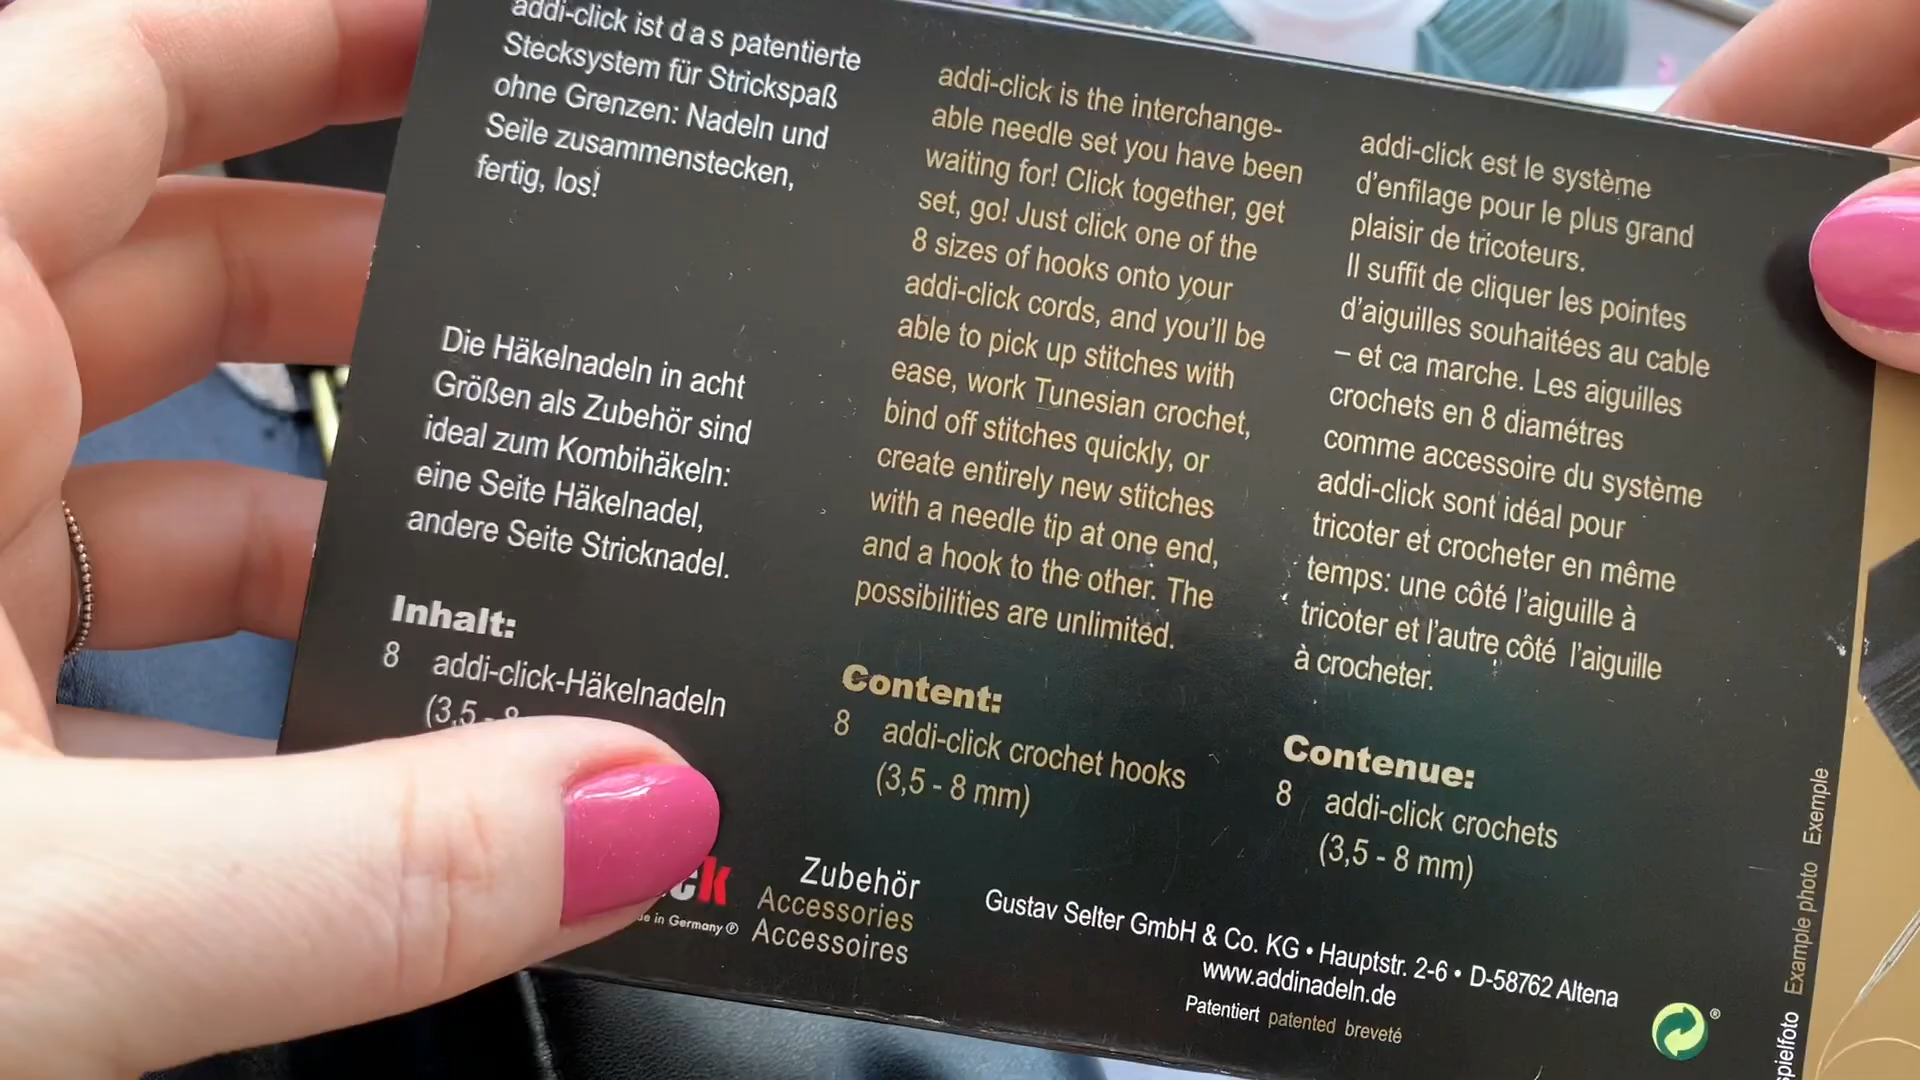 addi-click ist d a s patentierte
Stecksystem für Strickspaß
ohne Grenzen: Nadeln und
Seile zusammenstecken,
fertig, los!
Die Häkelnadeln in acht
Größen als Zubehör sind
ideal zum Kombihäkeln:
eine Seite Häkelnadel,
andere Seite Stricknadel.
Inhalt:
8 addi-click-Häkelnadeln
(3,5 - 8
addi-click is the interchange-
able needle set you have been
waiting for! Click together, get
set, go! Just click one of the
8 sizes of hooks onto your
addi-click cords, and you'll be
able to pick up stitches with
ease, work Tunesian crochet,
bind off stitches quickly, or
create entirely new stitches
with a needle tip at one end,
and a hook to the other. The
possibilities are unlimited.
Content:
8 addi-click crochet hooks
(3,5 - 8 mm)
addi-click est le système
d'enfilage pour le plus grand
plaisir de tricoteurs.
Il suffit de cliquer les pointes
d'aiguilles souhaitées au cable
– et ca marche. Les aiguilles
crochets en 8 diamétres
comme accessoire du système
addi-click sont idéal pour
tricoter et crocheter en même
temps: une côté l'aiguille à
tricoter et l'autre côté l'aiguille
à crocheter.
Contenue:
8 addi-click crochets
(3,5 - 8 mm)
in Germany ℗
Zubehör
Accessories
Accessoires
Gustav Selter GmbH & Co. KG • Hauptstr. 2-6 • D-58762 Altena
www.addinadeln.de
Patentiert patented breveté
®
spielfoto Example photo Exemple